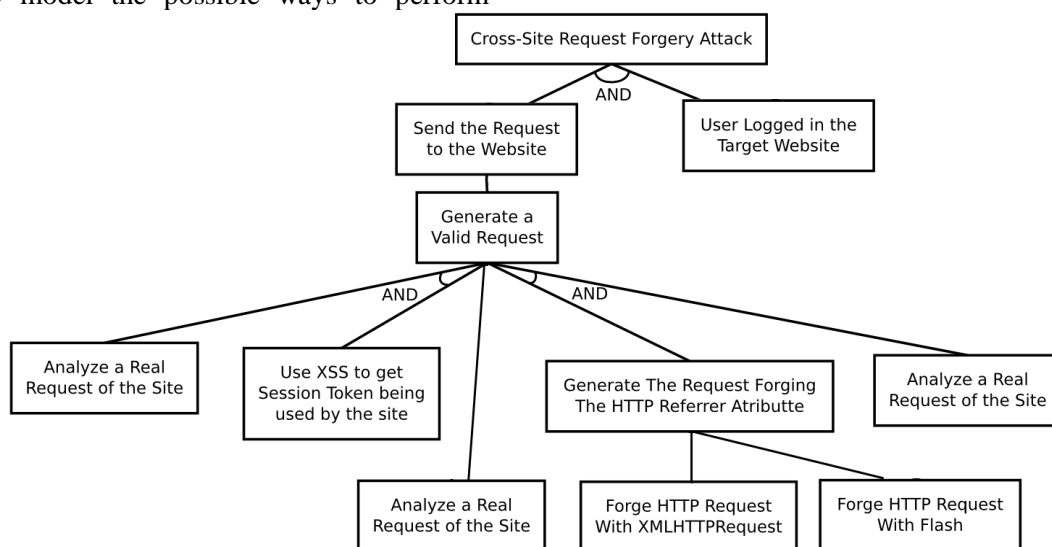 model the possible ways to perform
Cross-Site Request Forgery Attack
AND
Send the Request
to the Website
User Logged in the
Target Website
Generate a
Valid Request
AND
AND
Analyze a Real
Request of the Site
Use XSS to get
Session Token being
used by the site
Generate The Request Forging
The HTTP Referrer Atributte
Analyze a Real
Request of the Site
Analyze a Real
Request of the Site
Forge HTTP Request
With XMLHTTPRequest
Forge HTTP Request
With Flash